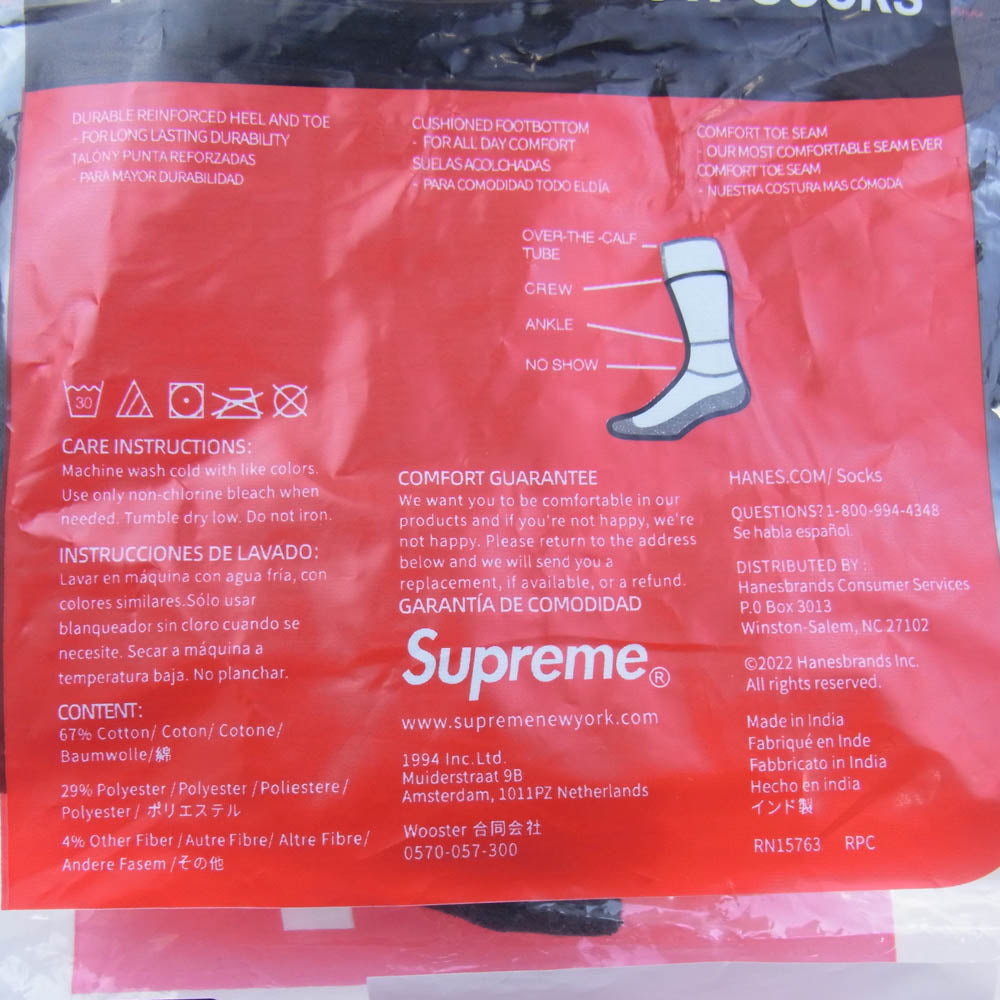 SOCKS
DURABLE REINFORCED HEEL AND TOE
- FOR LONG LASTING DURABILITY
TALÓN Y PUNTA REFORZADAS
- PARA MAYOR DURABILIDAD
CUSHIONED FOOTBOTTOM
- FOR ALL DAY COMFORT
SUELAS ACOLCHADAS
- PARA COMODIDAD TODO EL DÍA
COMFORT TOE SEAM
- OUR MOST COMFORTABLE SEAM EVER
COMFORT TOE SEAM
- NUESTRA COSTURA MAS CÓMODA
OVER-THE -CALF
TUBE
CREW
ANKLE
NO SHOW
30
CARE INSTRUCTIONS:
Machine wash cold with like colors.
Use only non-chlorine bleach when
needed. Tumble dry low. Do not iron.
INSTRUCCIONES DE LAVADO:
Lavar en máquina con agua fría, con
colores similares.Sólo usar
blanqueador sin cloro cuando se
necesite. Secar a máquina a
temperatura baja. No planchar.
CONTENT:
67% Cotton/ Coton/ Cotone/
Baumwolle/綿
29% Polyester /Polyester /Poliestere/
Polyester / ポリエステル
4% Other Fiber /Autre Fibre/ Altre Fibre/
Andere Fasem /その他
COMFORT GUARANTEE
We want you to be comfortable in our
products and if you're not happy, we're
not happy. Please return to the address
below and we will send you a
replacement, if available, or a refund.
GARANTÍA DE COMODIDAD
Supreme®
www.supremenewyork.com
1994 Inc.Ltd.
Muiderstraat 9B
Amsterdam, 1011PZ Netherlands
Wooster 合同会社
0570-057-300
HANES.COM/ Socks
QUESTIONS? 1-800-994-4348
Se habla español.
DISTRIBUTED BY :
Hanesbrands Consumer Services
P.O Box 3013
Winston-Salem, NC 27102
©2022 Hanesbrands Inc.
All rights reserved.
Made in India
Fabriqué en Inde
Fabbricato in India
Hecho en india
インド製
RN15763 RPC